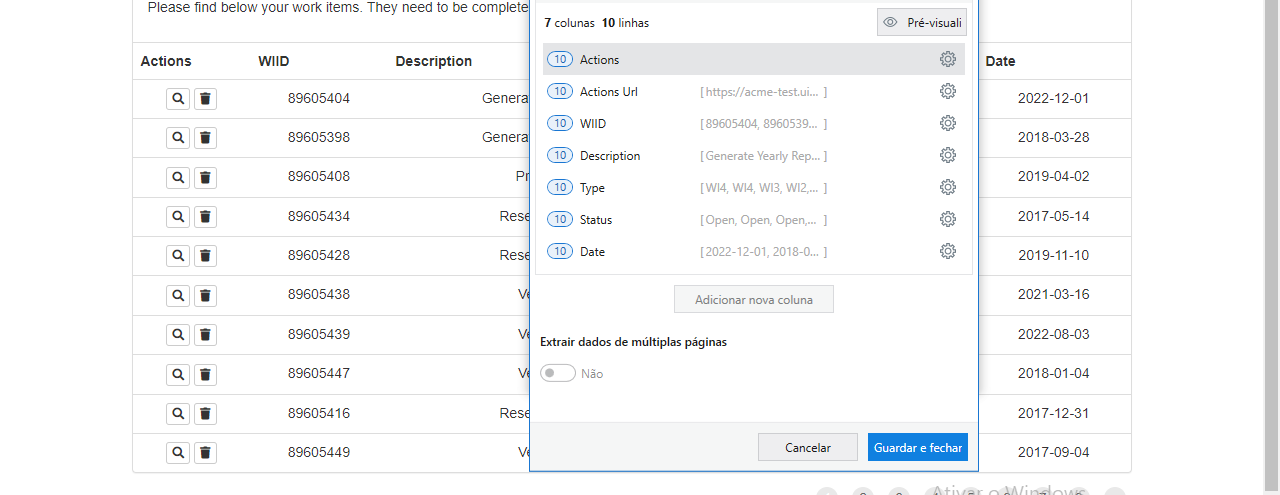 Please find below your work items. They need to be complete
7 colunas 10 linhas
Pré-visuali
Actions WIID Description Date
10 Actions
10 Actions Url [https://acme-test.ui... ]
10 WIID [89605404, 8960539... ]
10 Description [Generate Yearly Rep... ]
10 Type [WI4, WI4, WI3, WI2,... ]
10 Status [Open, Open, Open,... ]
10 Date [2022-12-01, 2018-0... ]
89605404 Genera 2022-12-01
89605398 Genera 2018-03-28
89605408 Pr 2019-04-02
89605434 Rese 2017-05-14
89605428 Rese 2019-11-10
89605438 Ve 2021-03-16
89605439 Ve 2022-08-03
89605447 Ve 2018-01-04
89605416 Rese 2017-12-31
89605449 Ve 2017-09-04
Adicionar nova coluna
Extrair dados de múltiplas páginas
Não
Cancelar
Guardar e fechar
Ativar o Windows